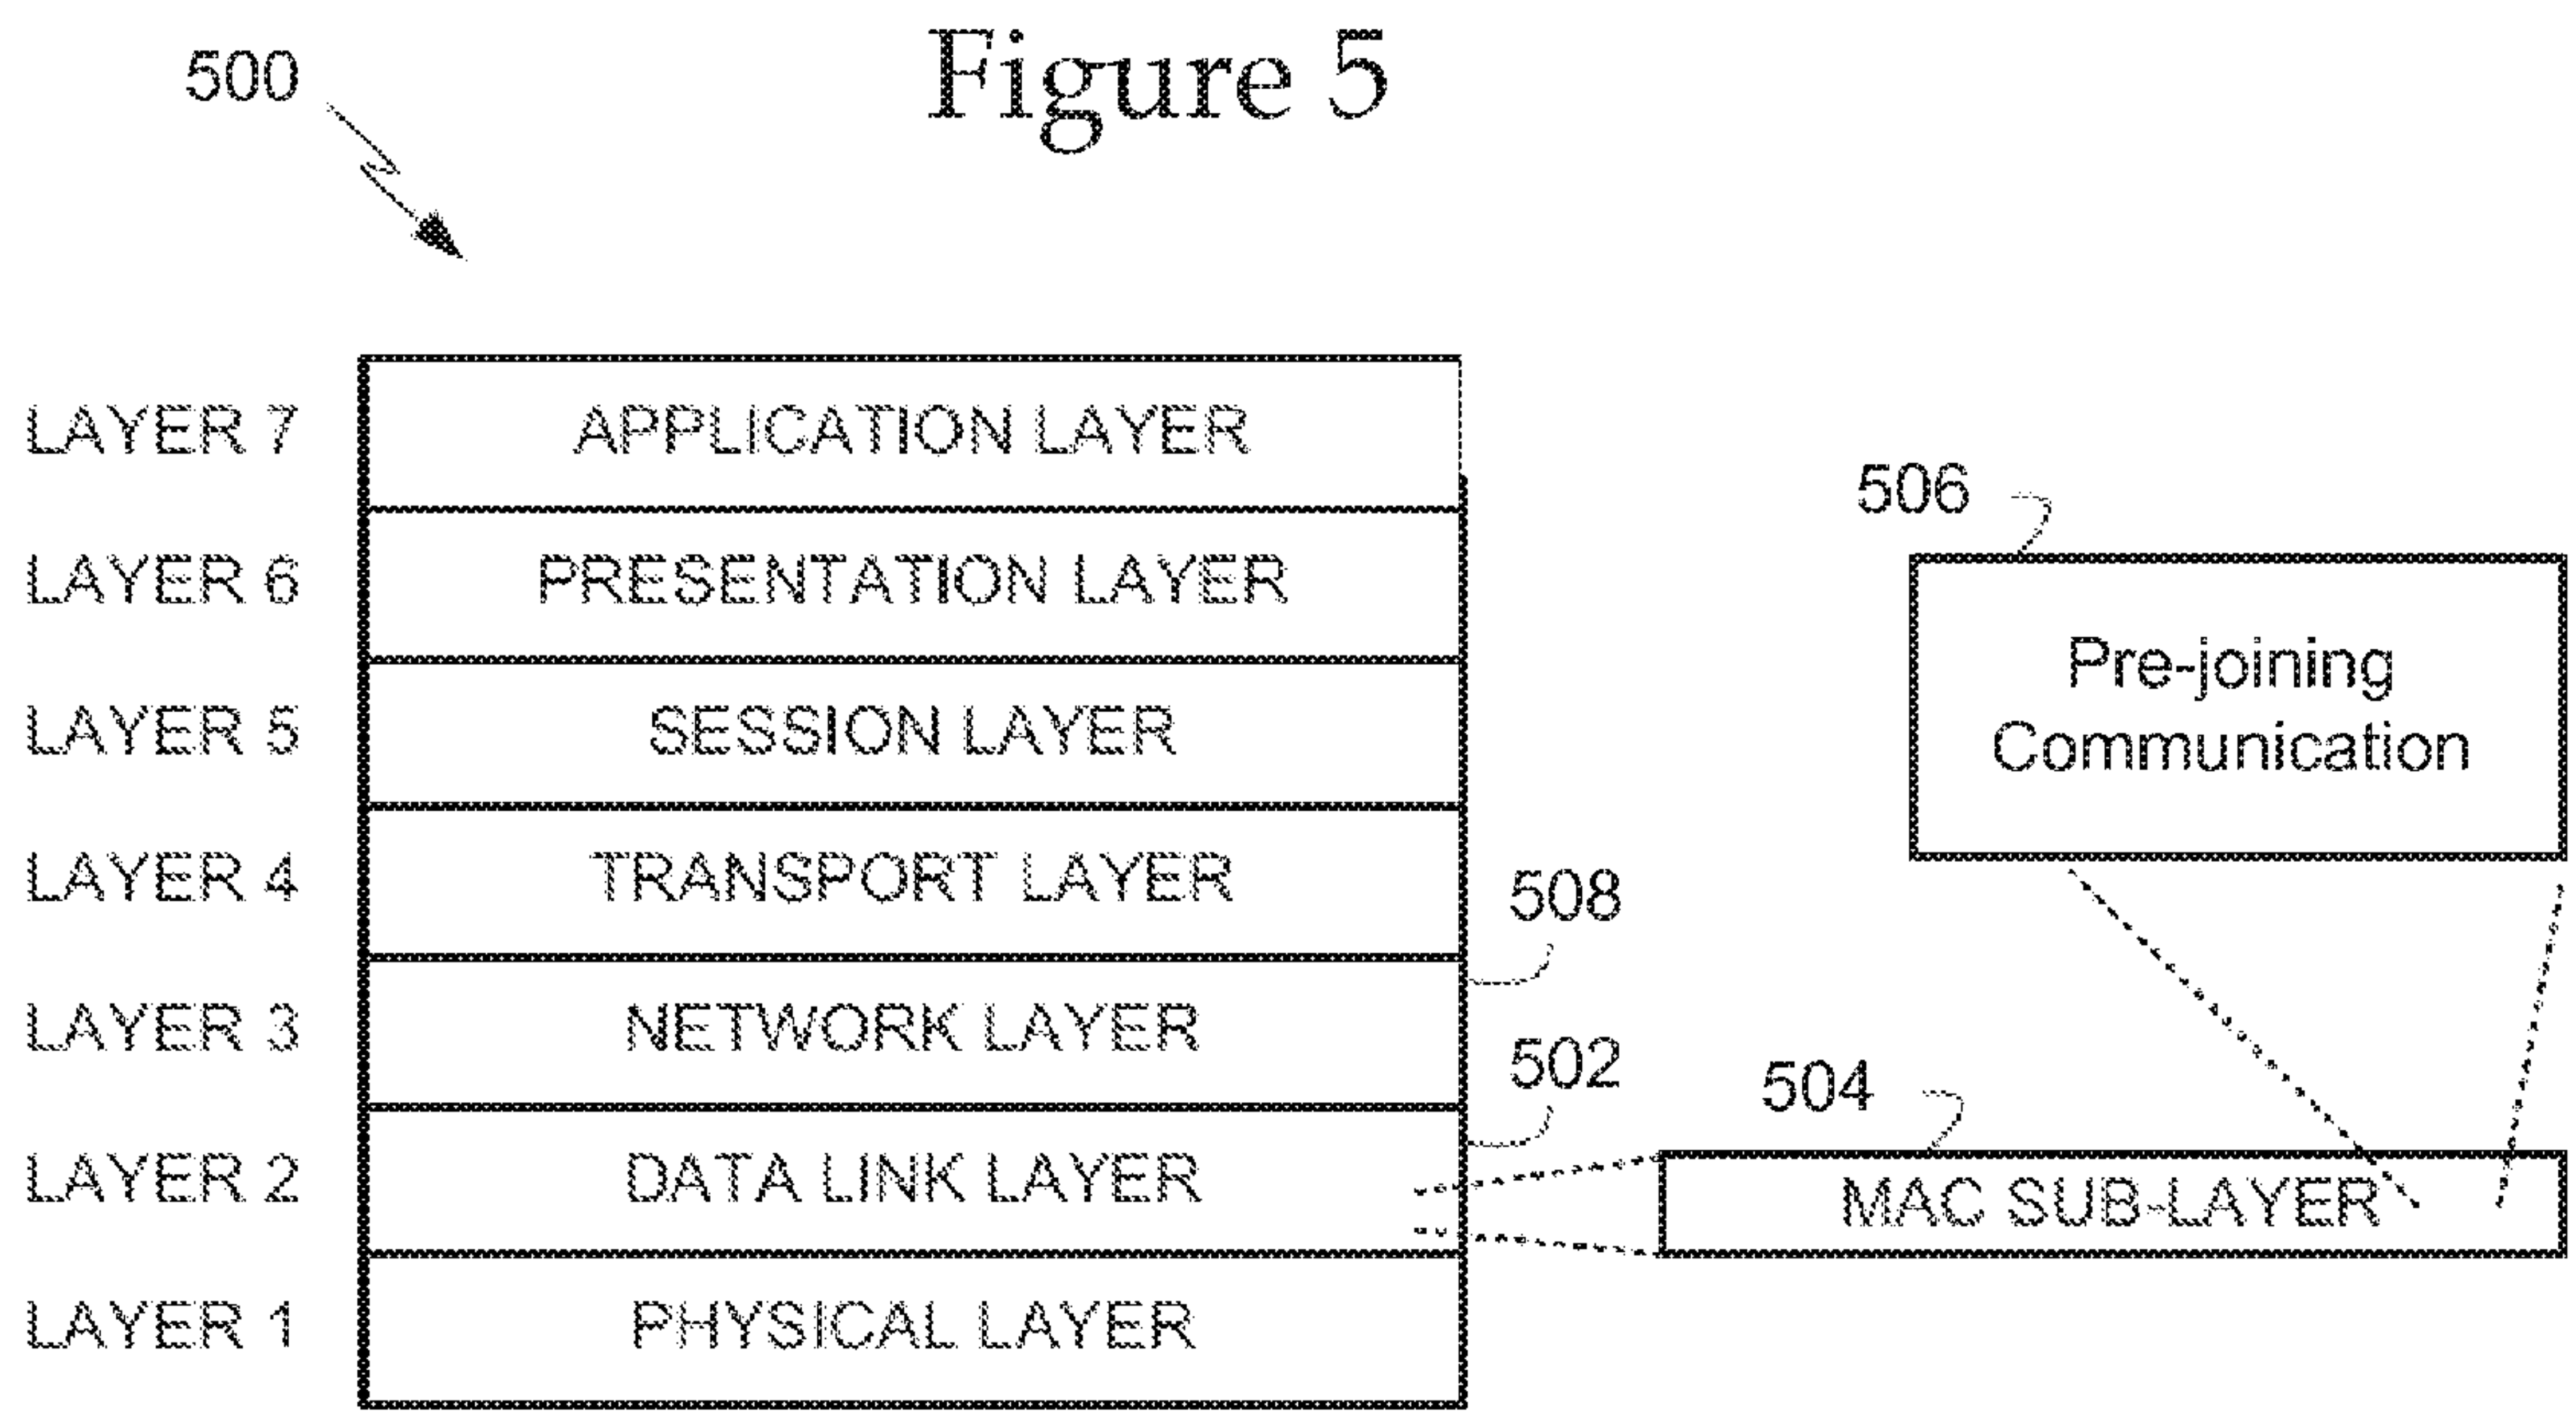 Figure 5
500
LAYER 7 APPLICATION LAYER
LAYER 6 PRESENTATION LAYER
LAYER 5 SESSION LAYER
LAYER 4 TRANSPORT LAYER
LAYER 3 NETWORK LAYER
LAYER 2 DATA LINK LAYER
LAYER 1 PHYSICAL LAYER
508
502
506
Pre-joining
Communication
504
MAC SUB-LAYER